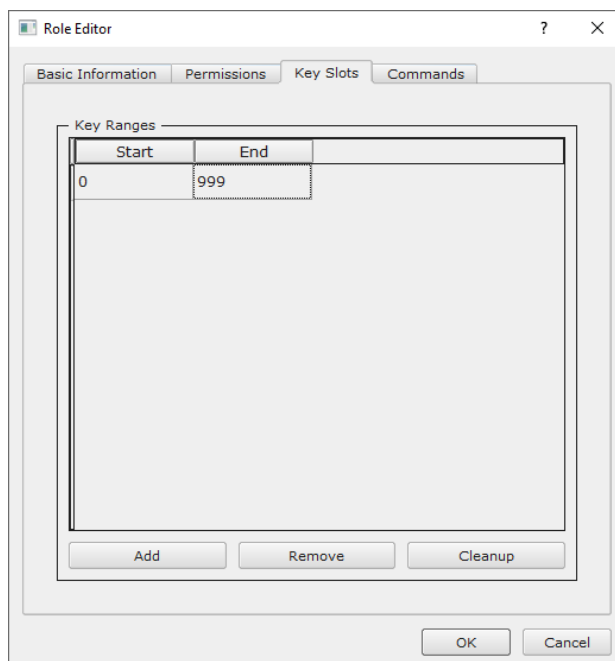 Role Editor ?
Basic Information Permissions Key Slots Commands
Key Ranges
Start End
0 999
Add Remove Cleanup
OK Cancel